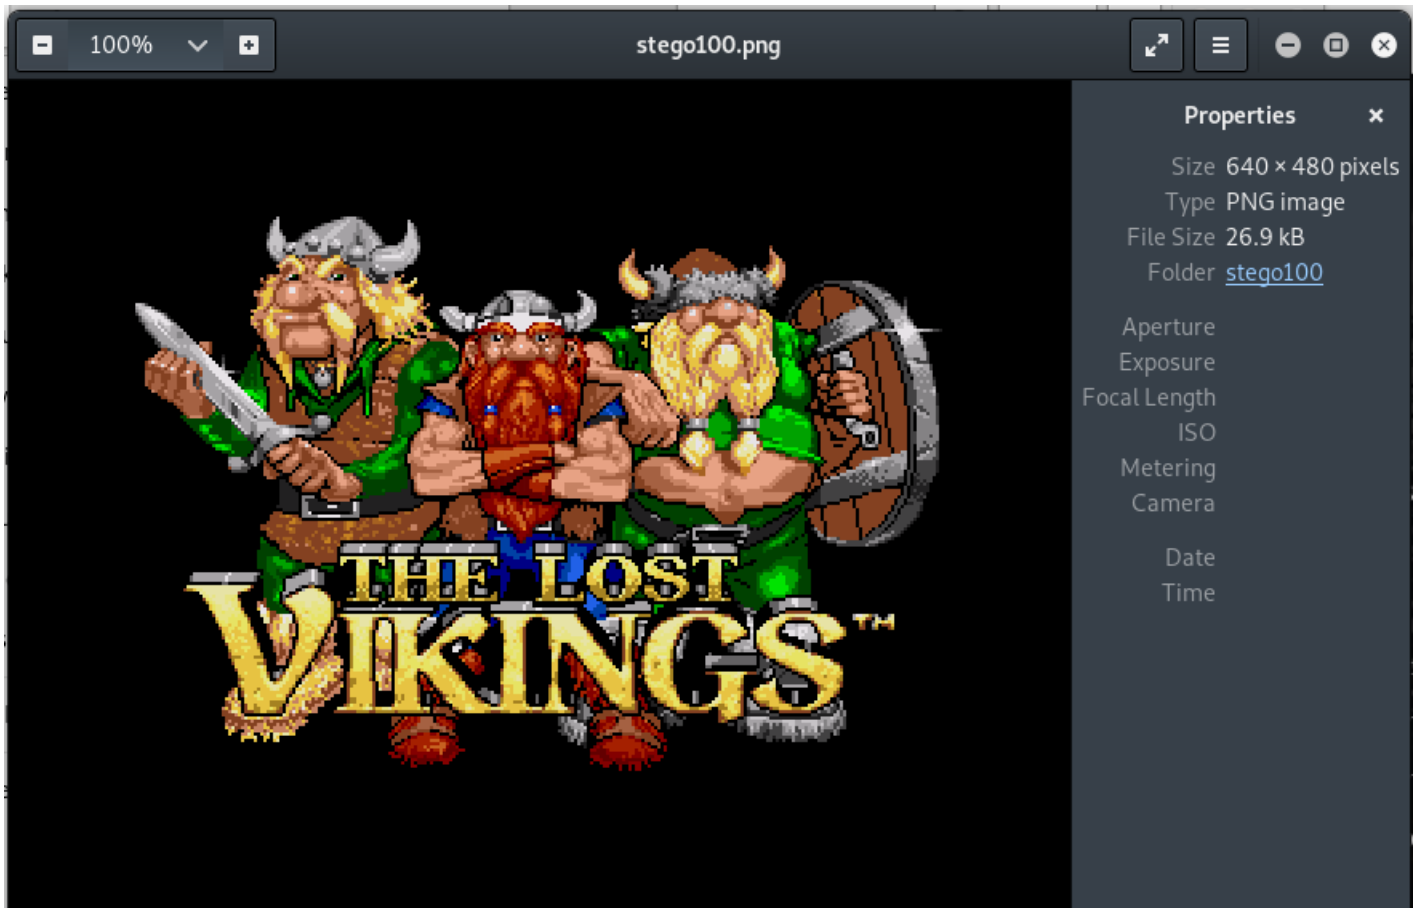 100%
stego100.png
Properties
Size 640 × 480 pixels
Type PNG image
File Size 26.9 kB
Folder stego100
Aperture
Exposure
Focal Length
ISO
Metering
Camera
Date
Time
THE LOST
VIKINGS™